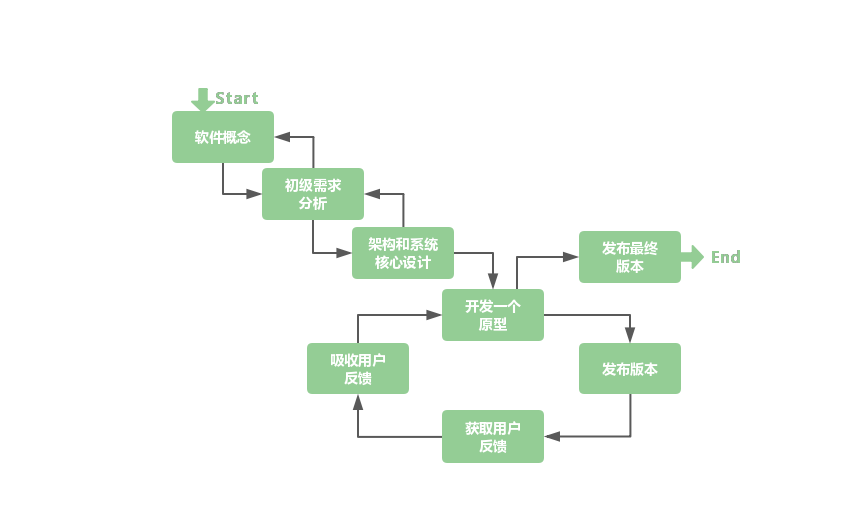 Start
软件概念
初级需求
分析
架构和系统
核心设计
发布最终
版本
End
开发一个
原型
吸收用户
反馈
发布版本
获取用户
反馈